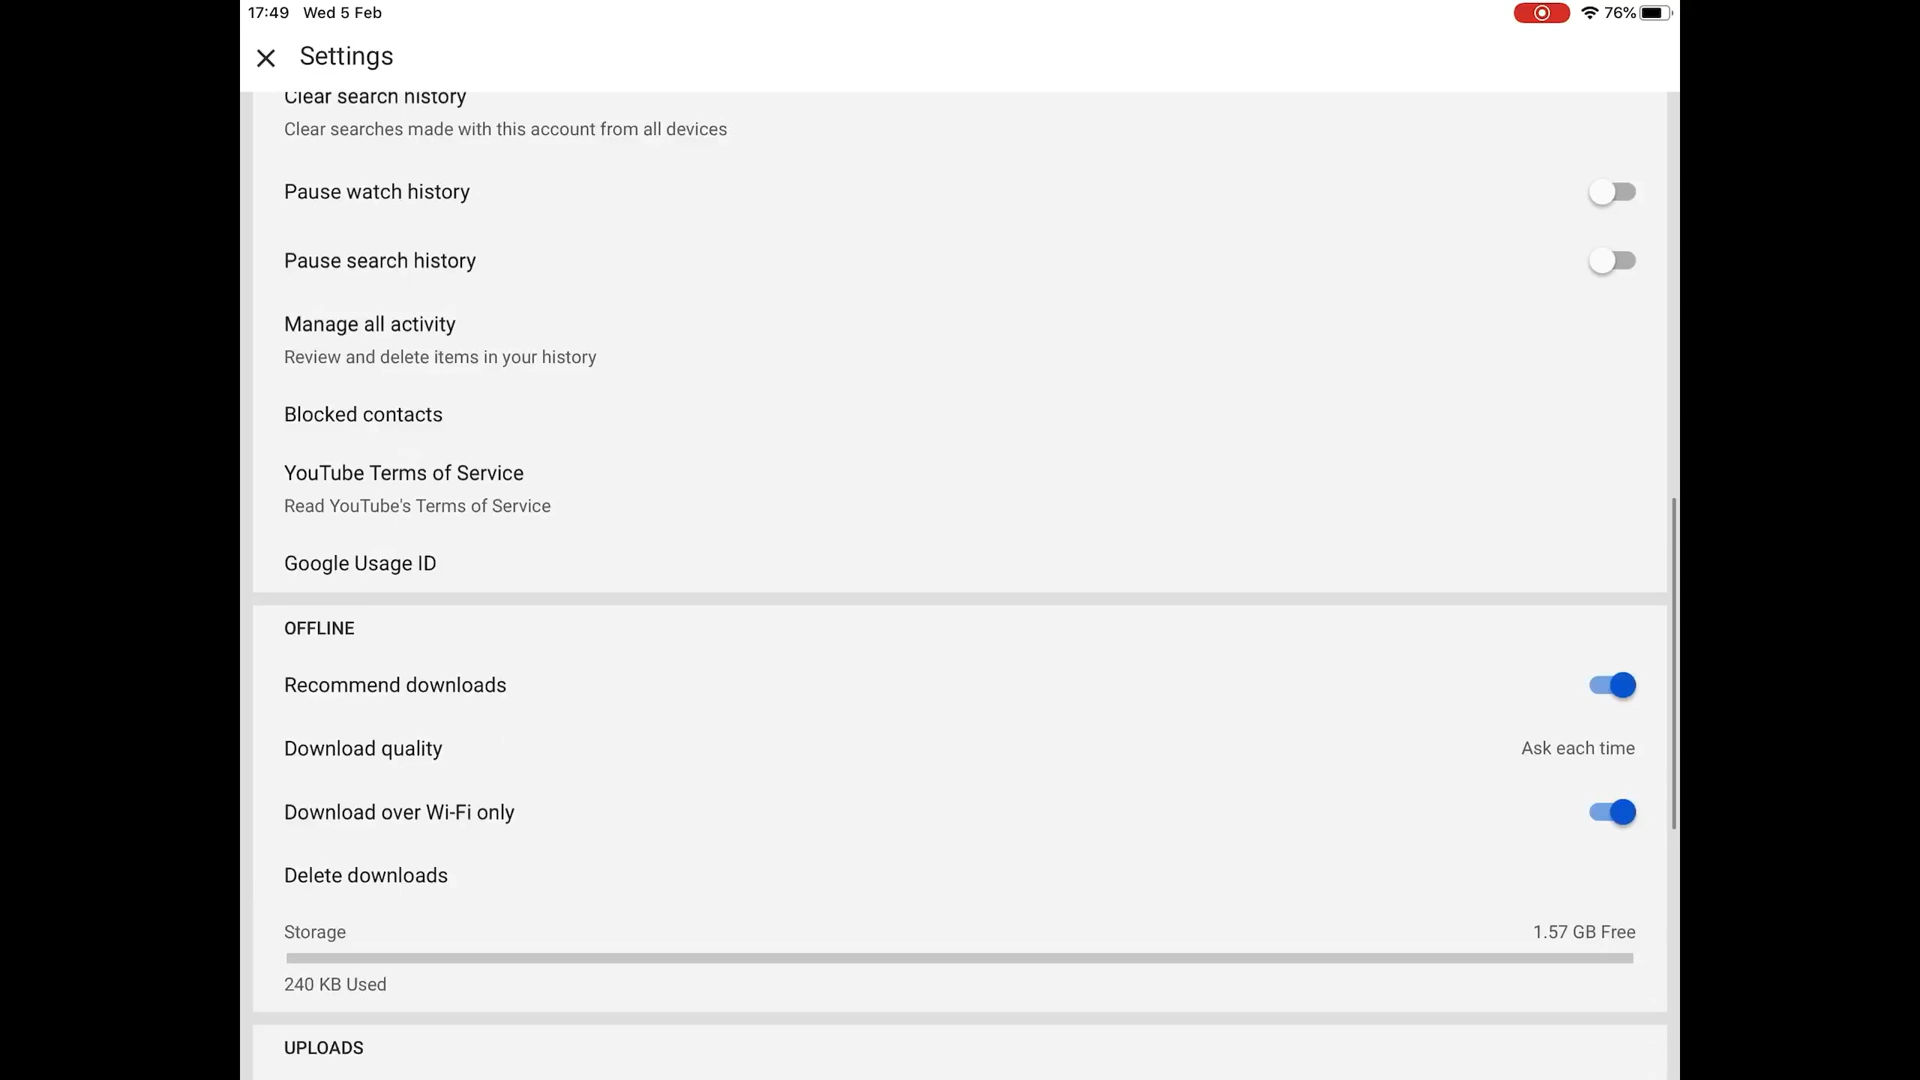 17:49 Wed 5 Feb
76%
Settings
Clear search history
Clear searches made with this account from all devices
Pause watch history
Pause search history
Manage all activity
Review and delete items in your history
Blocked contacts
YouTube Terms of Service
Read YouTube's Terms of Service
Google Usage ID
OFFLINE
Recommend downloads
Download quality
Ask each time
Download over Wi-Fi only
Delete downloads
Storage
1.57 GB Free
240 KB Used
UPLOADS